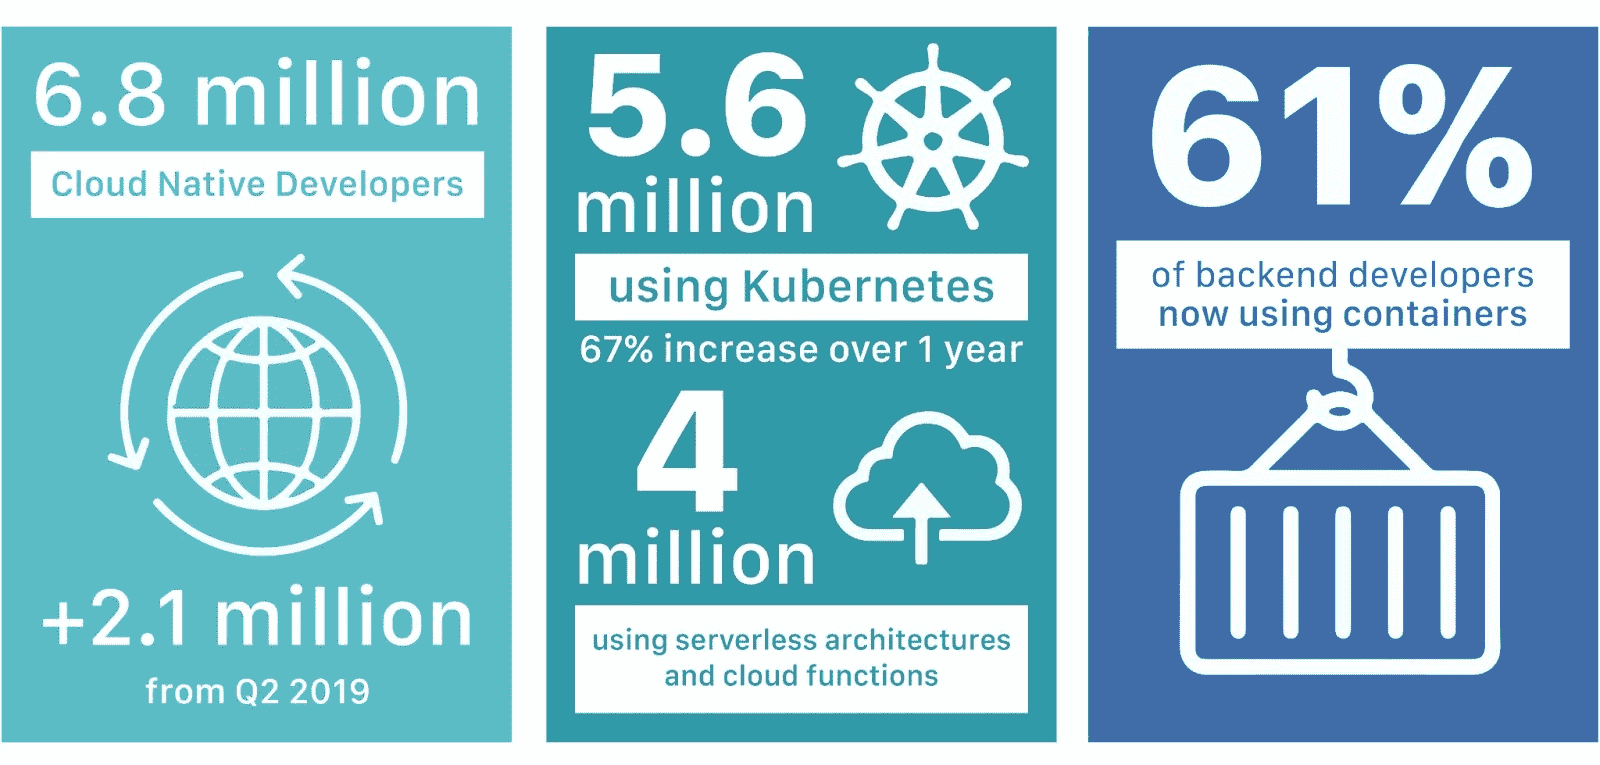 6.8 million
Cloud Native Developers
+2.1 million
from Q2 2019
5.6
million
using Kubernetes
67% increase over 1 year
4
million
using serverless architectures
and cloud functions
61%
of backend developers
now using containers